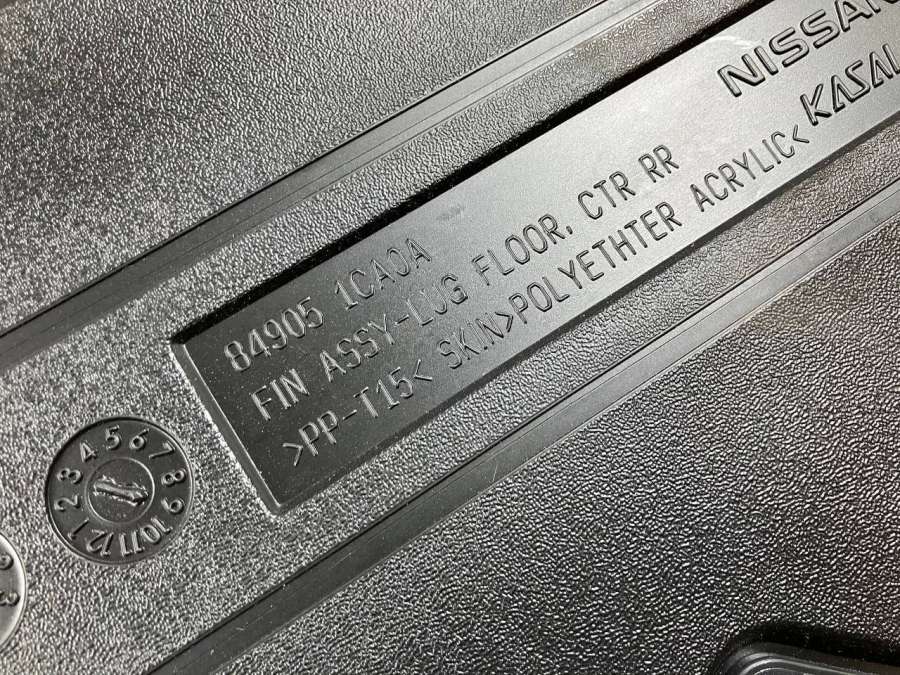 NISSAN
KASAI
84905 1CA0A
FIN ASSY-LUG FLOOR, CTR RR
>PP-T15< SKIN>POLYETHTER ACRYLIC<
1 2 3 4 5 6 7 8 9 10 11 12